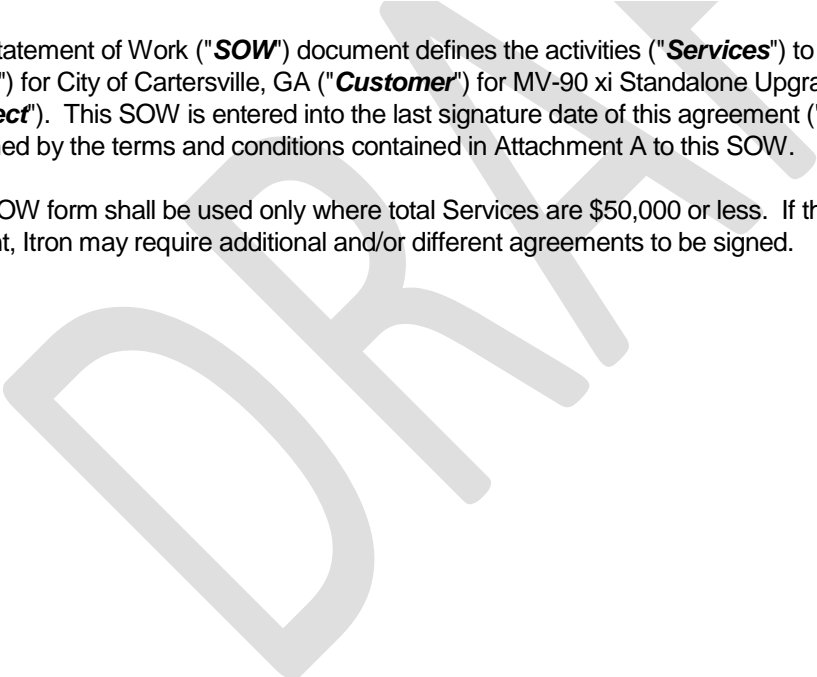 tatement of Work ("SOW") document defines the activities ("Services") to
") for City of Cartersville, GA ("Customer") for MV-90 xi Standalone Upgra
ect"). This SOW is entered into the last signature date of this agreement ("
ned by the terms and conditions contained in Attachment A to this SOW.
OW form shall be used only where total Services are $50,000 or less. If th
nt, Itron may require additional and/or different agreements to be signed.
DRAF